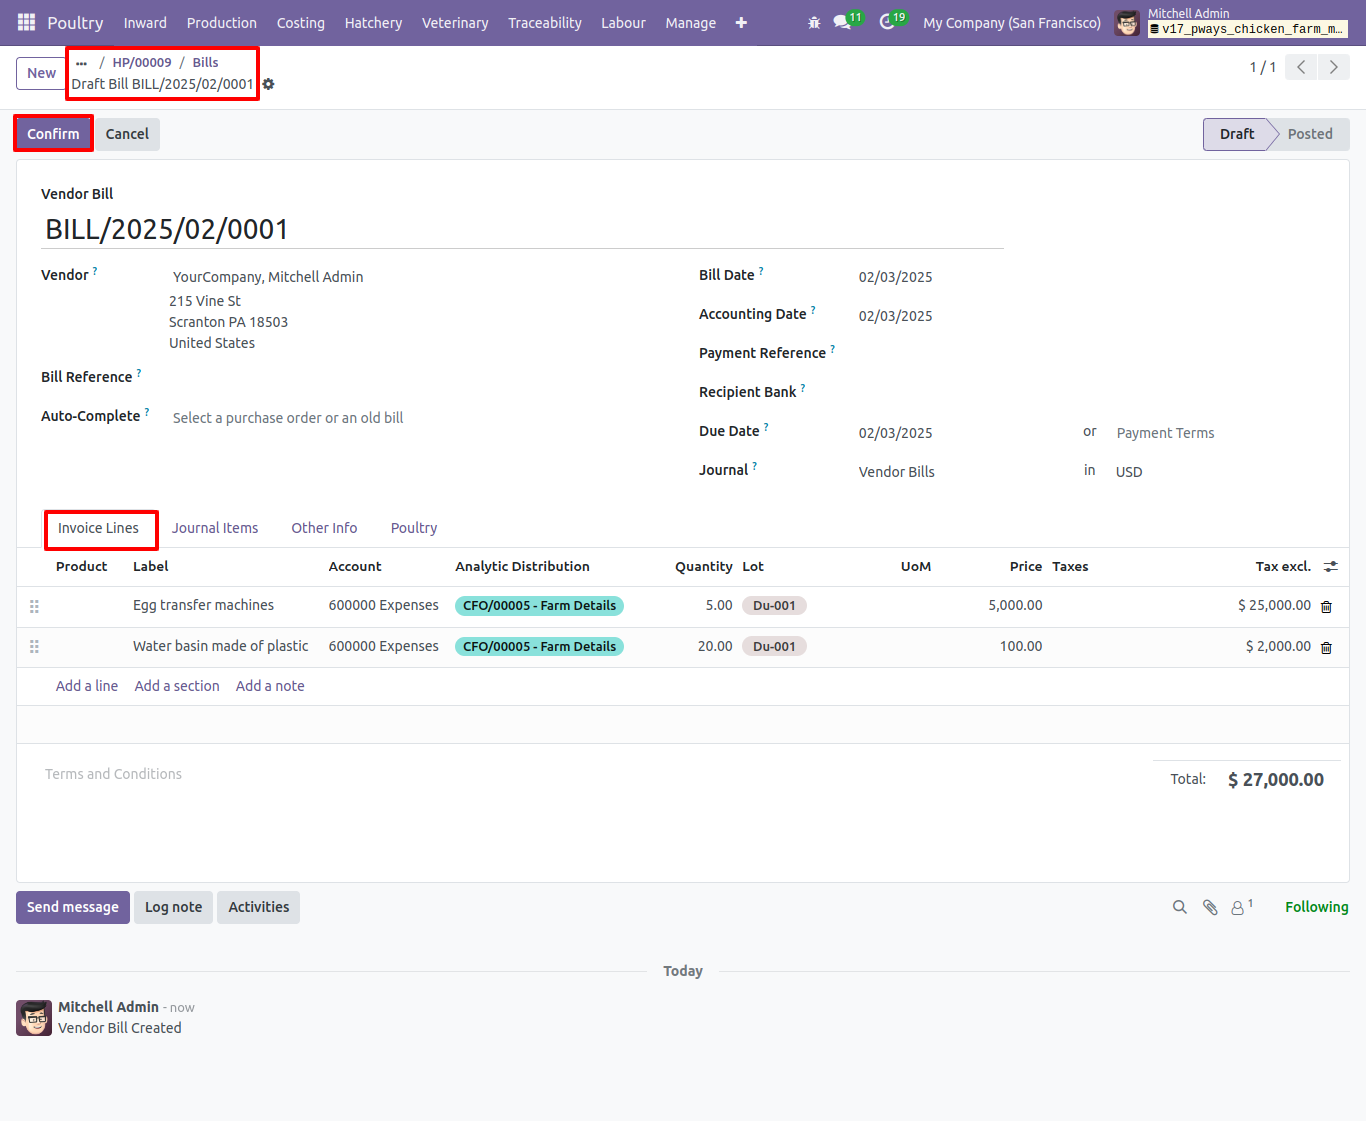 Poultry Inward Production Costing Hatchery Veterinary Traceability Labour Manage 11 19 My Company (San Francisco) Mitchell Admin
v17_pways_chicken_farm_m...
New ... / HP/00009 / Bills
Draft Bill BILL/2025/02/0001
1 / 1
Confirm Cancel Draft Posted
Vendor Bill
BILL/2025/02/0001
Vendor ? YourCompany, Mitchell Admin Bill Date ? 02/03/2025
215 Vine St
Scranton PA 18503 Accounting Date ? 02/03/2025
United States
Payment Reference ?
Bill Reference ?
Recipient Bank ?
Auto-Complete ? Select a purchase order or an old bill
Due Date ? 02/03/2025 or Payment Terms
Journal ? Vendor Bills in USD
Invoice Lines Journal Items Other Info Poultry
Product Label Account Analytic Distribution Quantity Lot UoM Price Taxes Tax excl.
Egg transfer machines 600000 Expenses CFO/00005 - Farm Details 5.00 Du-001 5,000.00 $ 25,000.00
Water basin made of plastic 600000 Expenses CFO/00005 - Farm Details 20.00 Du-001 100.00 $ 2,000.00
Add a line Add a section Add a note
Terms and Conditions
Total: $ 27,000.00
Send message Log note Activities 1 Following
Today
Mitchell Admin - now
Vendor Bill Created